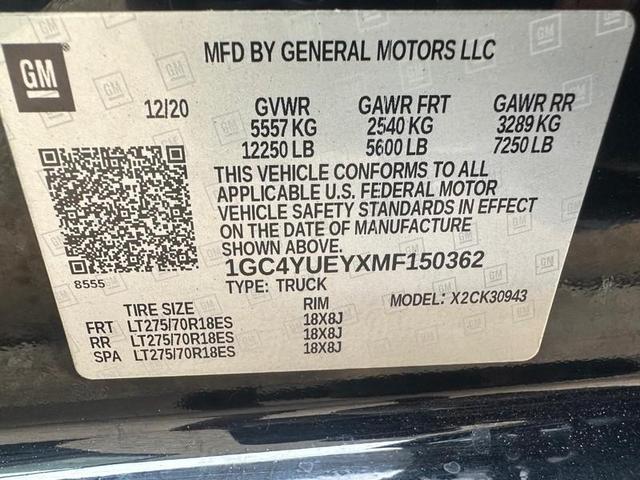 GM
MFD BY GENERAL MOTORS LLC
12/20 GVWR GAWR FRT GAWR RR
5557 KG 2540 KG 3289 KG
12250 LB 5600 LB 7250 LB
THIS VEHICLE CONFORMS TO ALL
APPLICABLE U.S. FEDERAL MOTOR
VEHICLE SAFETY STANDARDS IN EFFECT
ON THE DATE OF MANUFACTURE
SHOWN ABOVE.
8555
1GC4YUEYXMF150362
TYPE: TRUCK MODEL: X2CK30943
TIRE SIZE RIM
FRT LT275/70R18ES 18X8J
RR LT275/70R18ES 18X8J
SPA LT275/70R18ES 18X8J